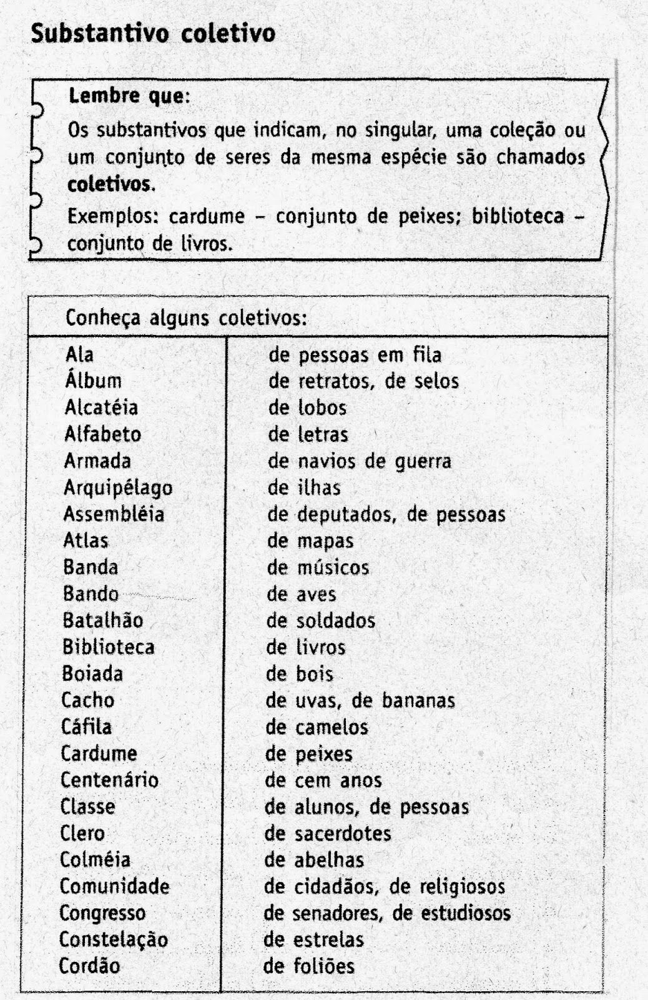 Substantivo coletivo
Lembre que:
Os substantivos que indicam, no singular, uma coleção ou
um conjunto de seres da mesma espécie são chamados
coletivos.
Exemplos: cardume – conjunto de peixes; biblioteca –
conjunto de livros.
Conheça alguns coletivos:
Ala de pessoas em fila
Álbum de retratos, de selos
Alcatéia de lobos
Alfabeto de letras
Armada de navios de guerra
Arquipélago de ilhas
Assembléia de deputados, de pessoas
Atlas de mapas
Banda de músicos
Bando de aves
Batalhão de soldados
Biblioteca de livros
Boiada de bois
Cacho de uvas, de bananas
Cáfila de camelos
Cardume de peixes
Centenário de cem anos
Classe de alunos, de pessoas
Clero de sacerdotes
Colméia de abelhas
Comunidade de cidadãos, de religiosos
Congresso de senadores, de estudiosos
Constelação de estrelas
Cordão de foliões